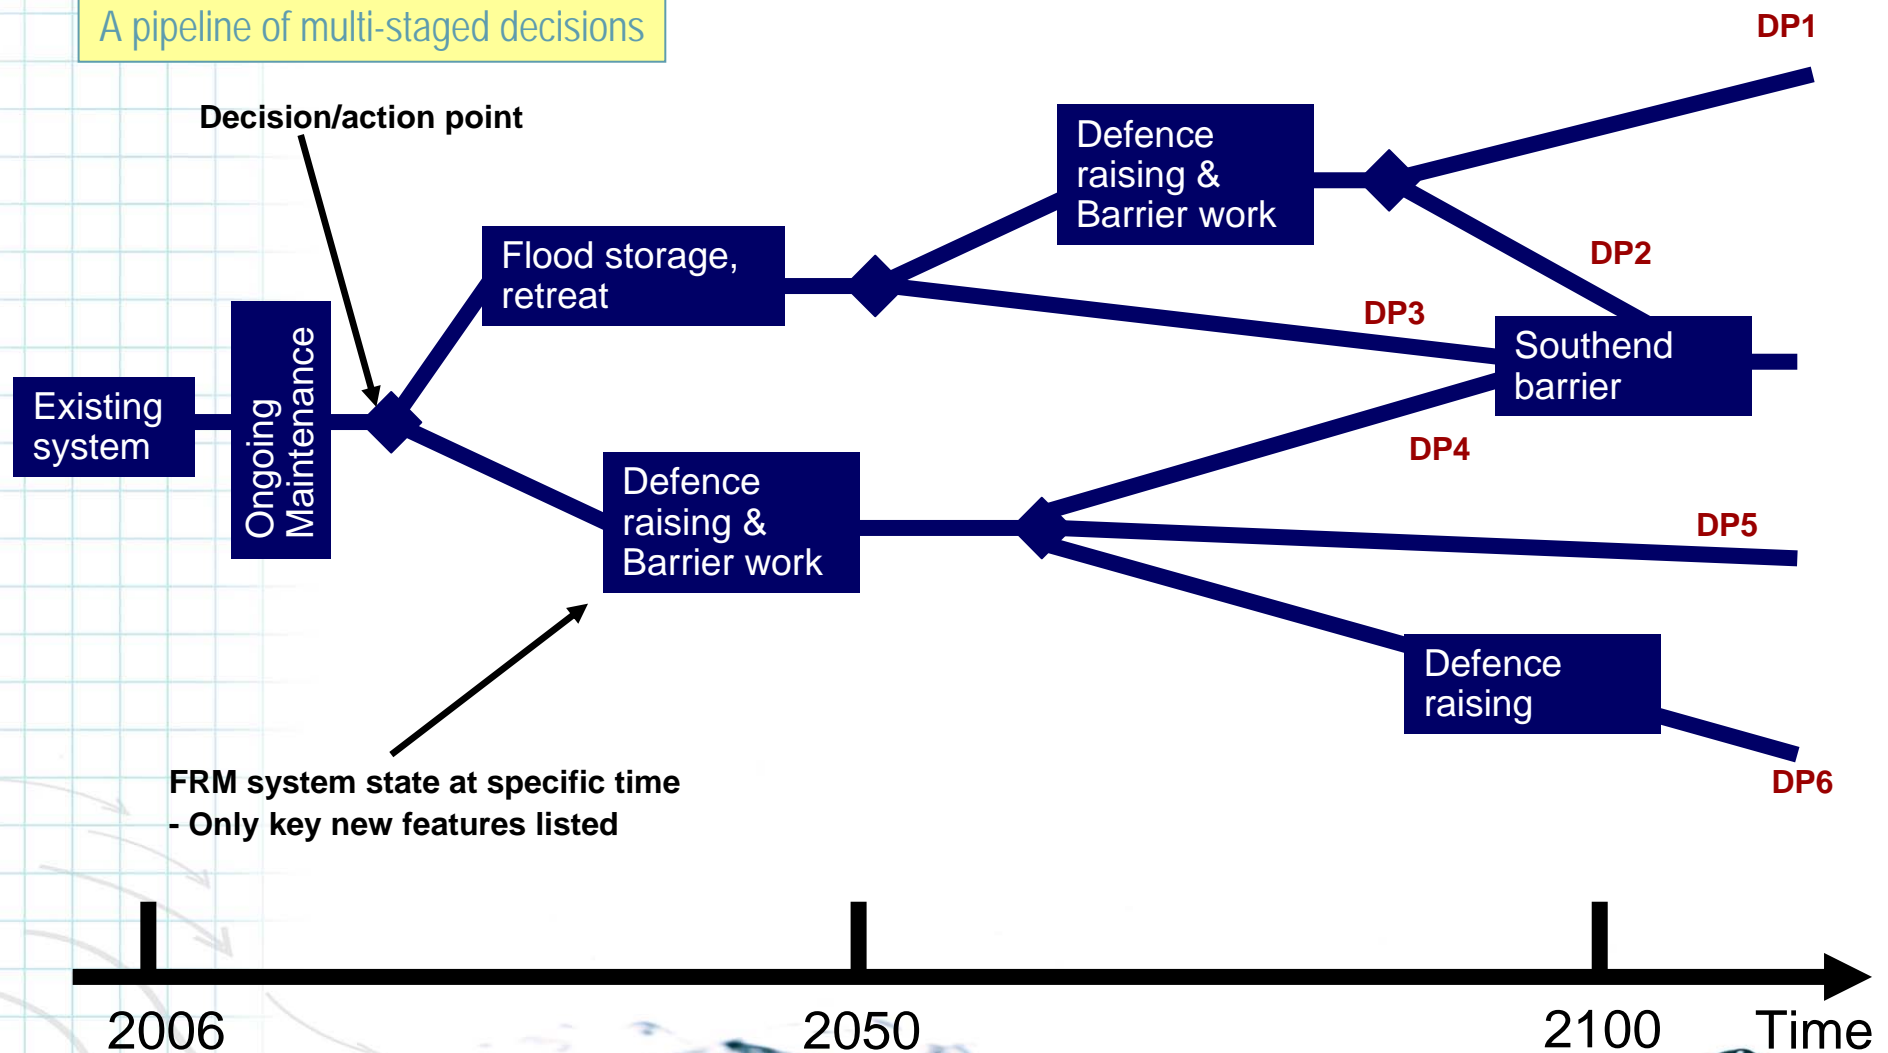 A pipeline of multi-staged decisions
DP1
Decision/action point
Defence
raising &
Barrier work
Flood storage,
retreat
DP2
DP3
Southend
barrier
Existing
system
Ongoing
Maintenance
DP4
Defence
raising &
Barrier work
DP5
Defence
raising
DP6
FRM system state at specific time
- Only key new features listed
2006
2050
2100
Time